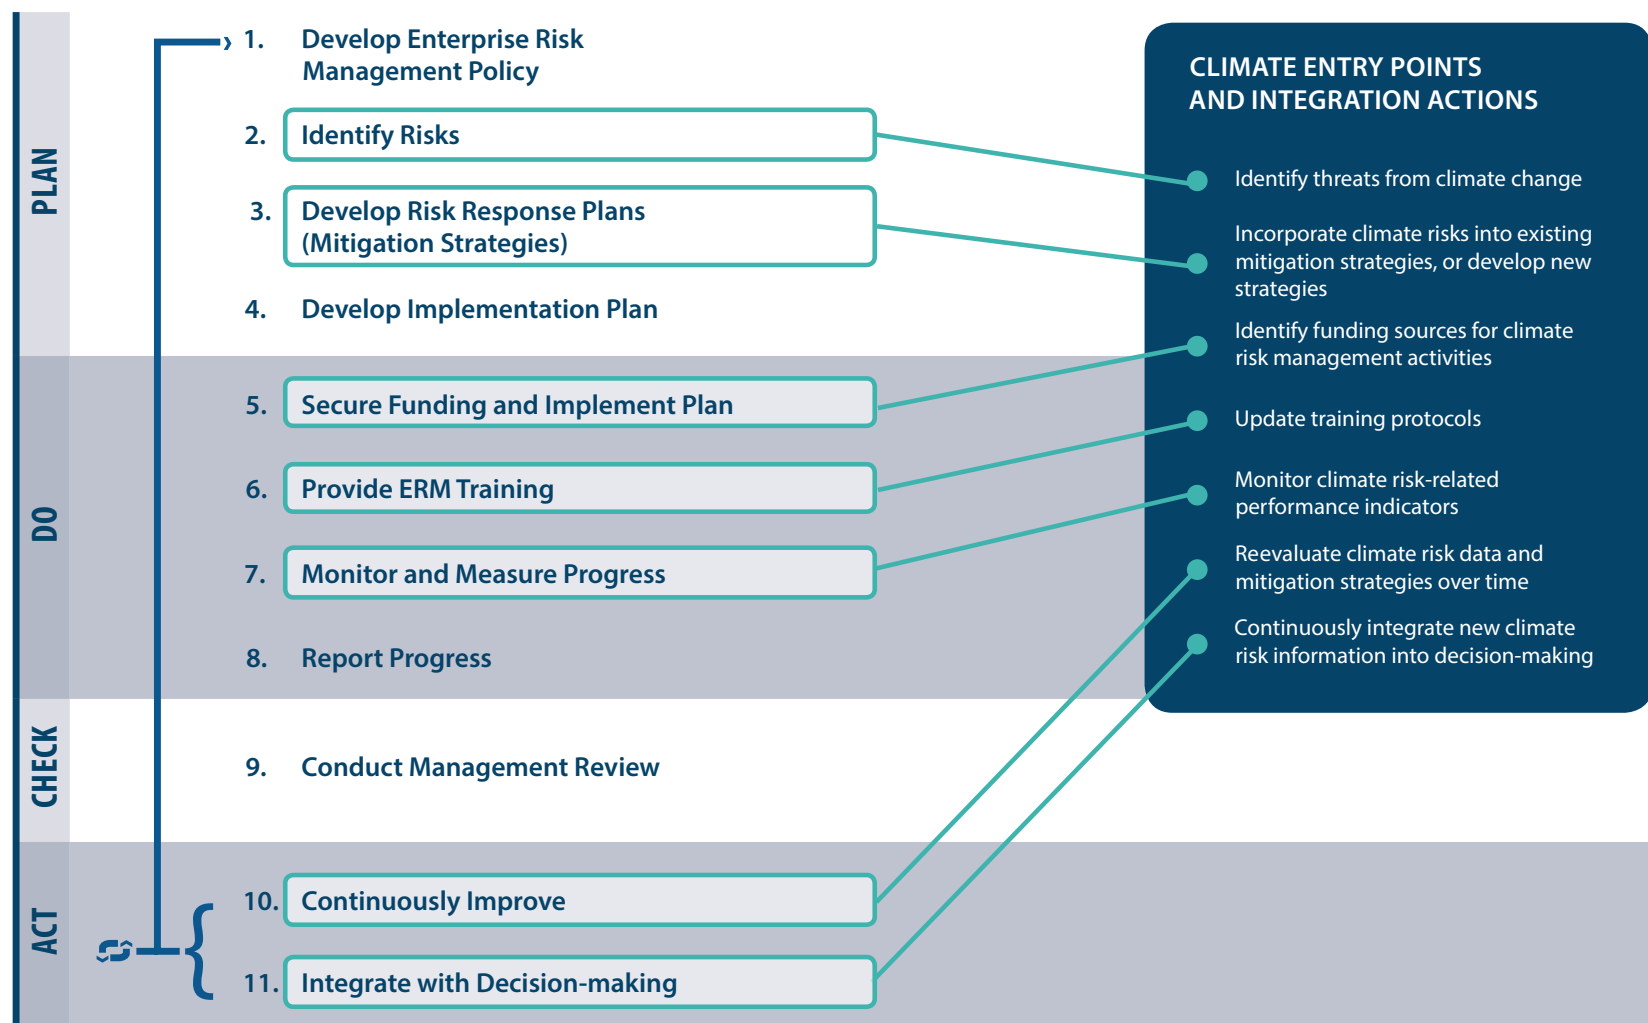 PLAN
1. Develop Enterprise Risk
Management Policy
2. Identify Risks
3. Develop Risk Response Plans
(Mitigation Strategies)
4. Develop Implementation Plan
DO
5. Secure Funding and Implement Plan
6. Provide ERM Training
7. Monitor and Measure Progress
8. Report Progress
CHECK
9. Conduct Management Review
ACT
10. Continuously Improve
11. Integrate with Decision-making
CLIMATE ENTRY POINTS
AND INTEGRATION ACTIONS
Identify threats from climate change
Incorporate climate risks into existing
mitigation strategies, or develop new
strategies
Identify funding sources for climate
risk management activities
Update training protocols
Monitor climate risk-related
performance indicators
Reevaluate climate risk data and
mitigation strategies over time
Continuously integrate new climate
risk information into decision-making